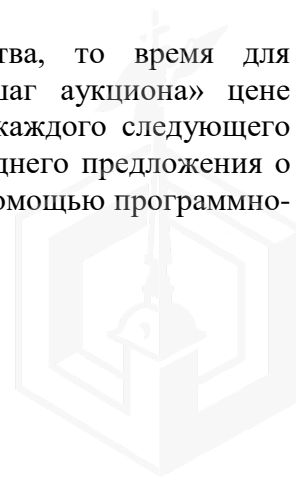 тва, то время для
шаг аукциона» цене
каждого следующего
днего предложения о
омощью программно-